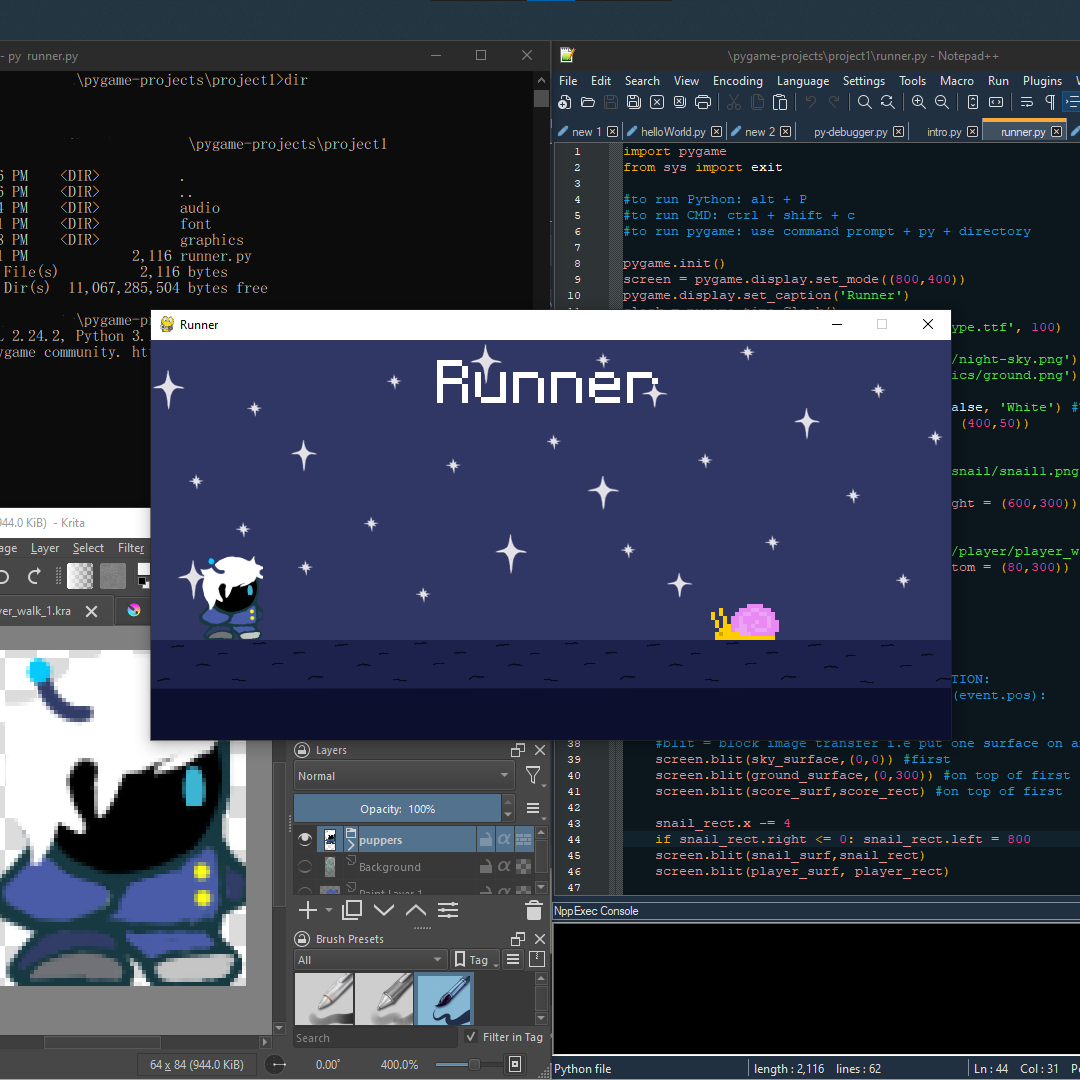 - py runner.py
\pygame-projects\project1>dir
\pygame-projects\project1
6 PM <DIR> .
6 PM <DIR> ..
4 PM <DIR> audio
1 PM <DIR> font
8 PM <DIR> graphics
1 PM 2,116 runner.py
File(s) 2,116 bytes
Dir(s) 11,067,285,504 bytes free
\pygame-p
2.24.2, Python 3.
ygame community. ht
\pygame-projects\project1\runner.py - Notepad++
File Edit Search View Encoding Language Settings Tools Macro Run Plugins
new 1 helloWorld.py new 2 py-debugger.py intro.py runner.py
1 import pygame
2 from sys import exit
3
4 #to run Python: alt + P
5 #to run CMD: ctrl + shift + c
6 #to run pygame: use command prompt + py + directory
7
8 pygame.init()
9 screen = pygame.display.set_mode((800,400))
10 pygame.display.set_caption('Runner')
ype.ttf', 100)
/night-sky.png')
ics/ground.png')
alse, 'White') #
(400,50))
snail/snail1.png
ght = (600,300))
/player/player_w
tom = (80,300))
TION:
(event.pos):
38 #blit = block image transfer i.e put one surface on a
39 screen.blit(sky_surface,(0,0)) #first
40 screen.blit(ground_surface,(0,300)) #on top of first
41 screen.blit(score_surf,score_rect) #on top of first
42
43 snail_rect.x -= 4
44 if snail_rect.right <= 0: snail_rect.left = 800
45 screen.blit(snail_surf,snail_rect)
46 screen.blit(player_surf, player_rect)
47
NppExec Console
Python file length : 2,116 lines : 62 Ln : 44 Col : 31
Runner
Runner
944.0 KiB) - Krita
age Layer Select Filter
er_walk_1.kra
Layers
Normal
Opacity: 100%
puppers
Background
Paint Layer 1
Brush Presets
All Tag
Search Filter in Tag
64 x 84 (944.0 KiB) 0.00° 400.0%